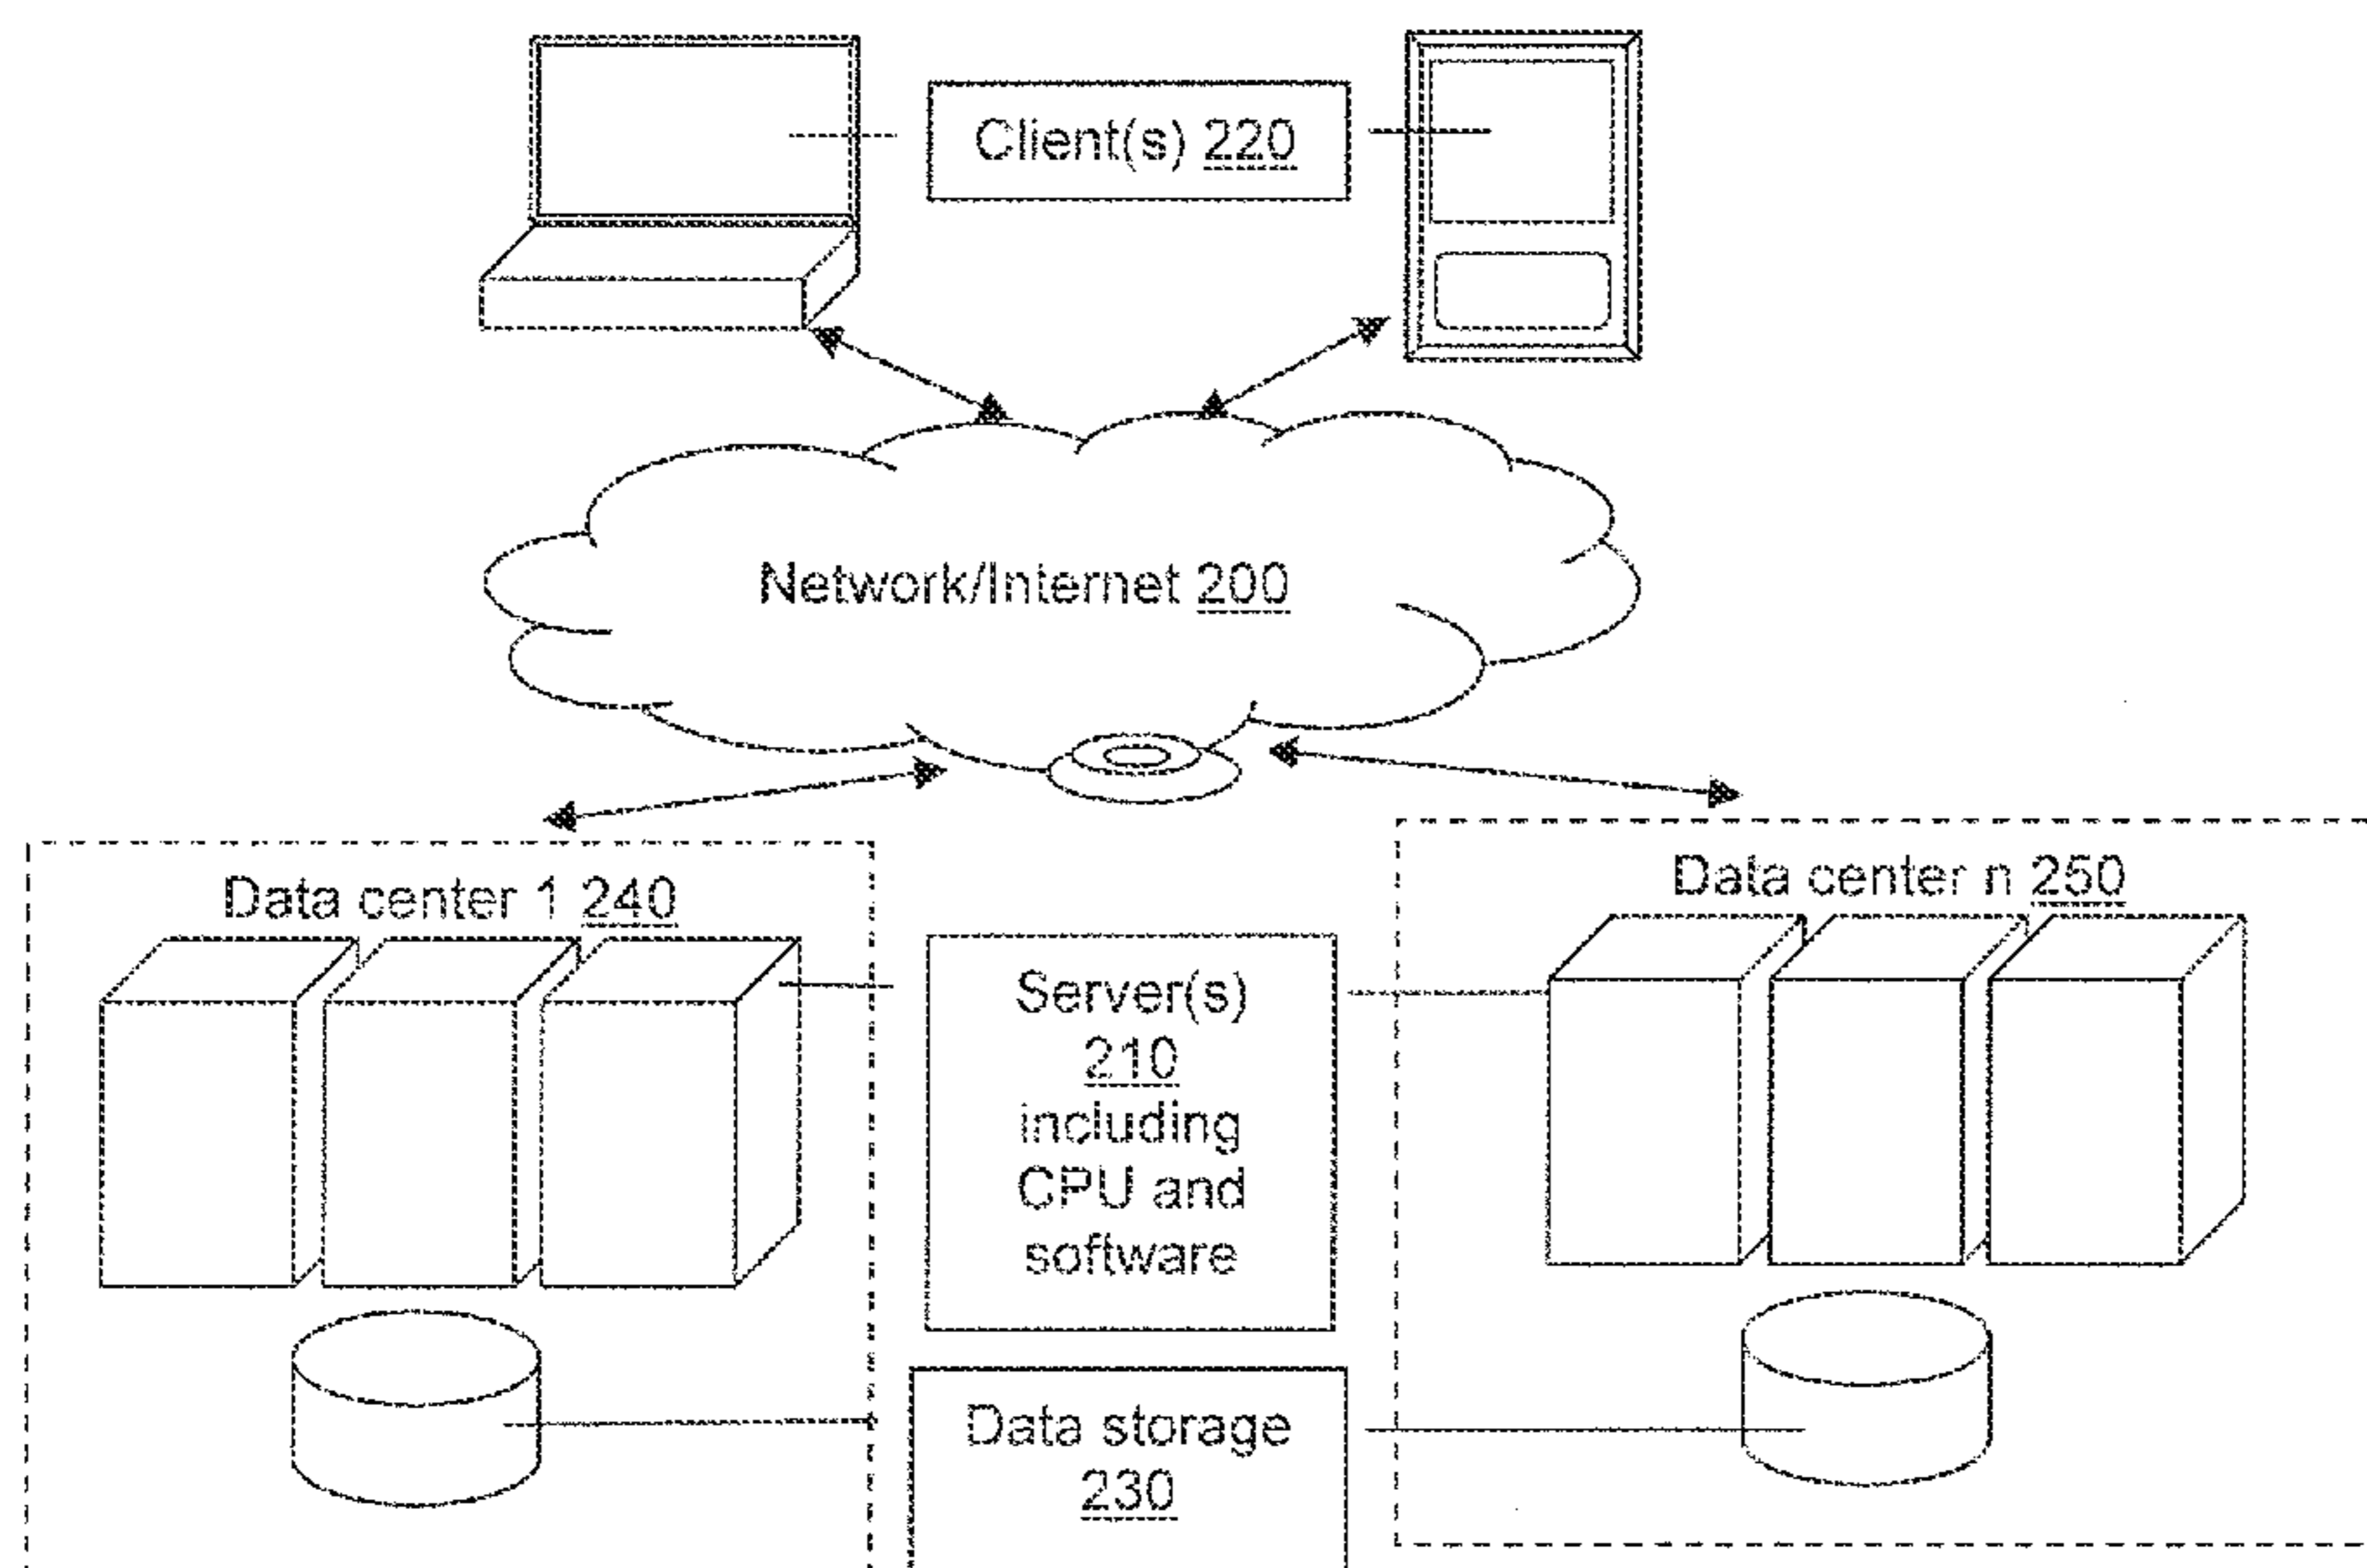 Client(s) 220
Network/Internet 200
Data center 1 240
Data center n 250
Server(s)
210
including
CPU and
software
Data storage
230